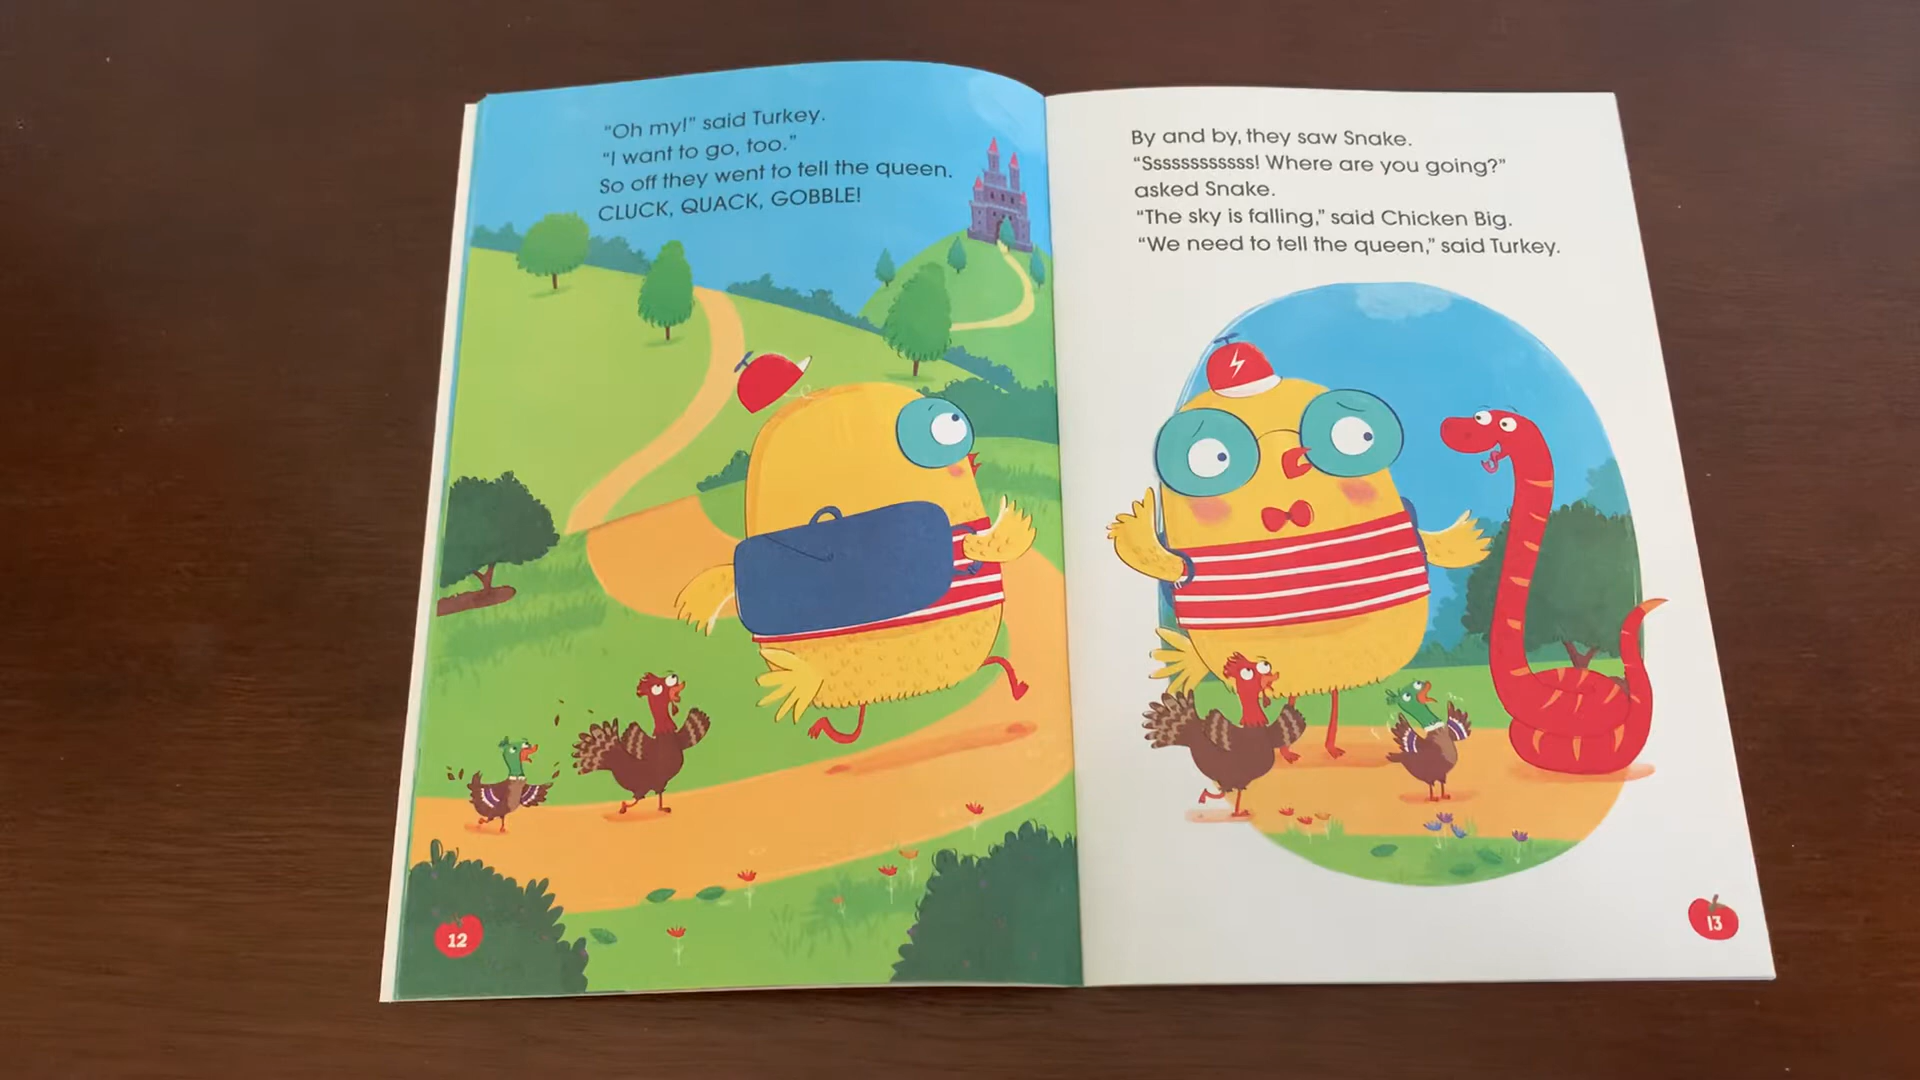 “Oh my!” said Turkey.
“I want to go, too.”
So off they went to tell the queen.
CLUCK, QUACK, GOBBLE!
12
By and by, they saw Snake.
“Sssssssssssss! Where are you going?”
asked Snake.
“The sky is falling,” said Chicken Big.
“We need to tell the queen,” said Turkey.
13